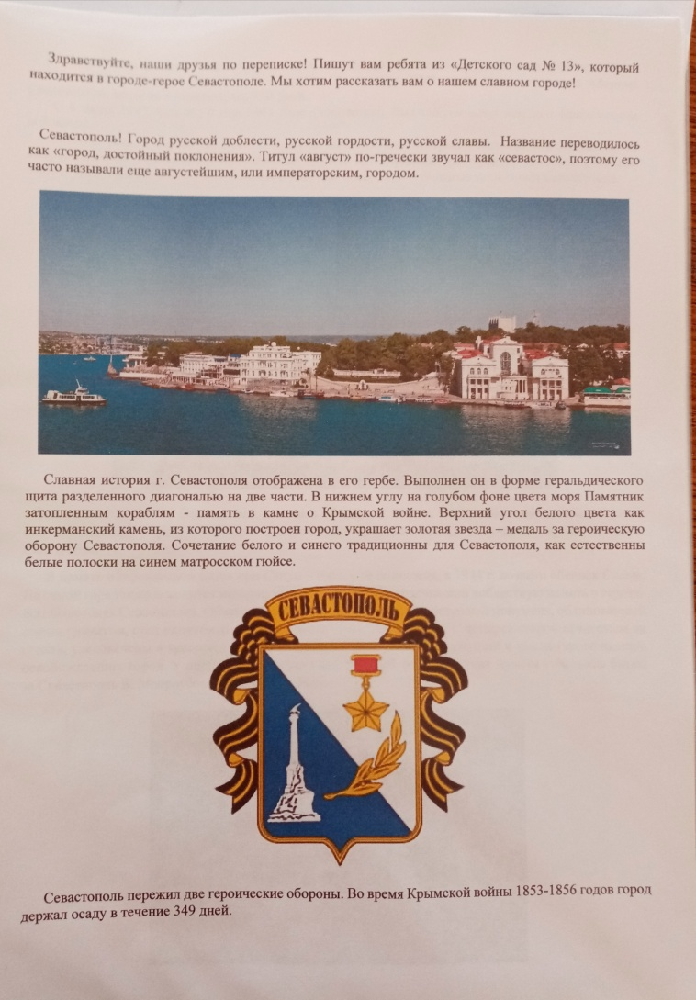 Здравствуйте, наши друзья по переписке! Пишут вам ребята из «Детского сад № 13», который
находится в городе-герое Севастополе. Мы хотим рассказать вам о нашем славном городе!
Севастополь! Город русской доблести, русской гордости, русской славы. Название переводилось
как «город, достойный поклонения». Титул «август» по-гречески звучал как «севастос», поэтому его
часто называли еще августейшим, или императорским, городом.
Славная история г. Севастополя отображена в его гербе. Выполнен он в форме геральдического
щита разделенного диагональю на две части. В нижнем углу на голубом фоне цвета моря Памятник
затопленным кораблям - память в камне о Крымской войне. Верхний угол белого цвета как
инкерманский камень, из которого построен город, украшает золотая звезда – медаль за героическую
оборону Севастополя. Сочетание белого и синего традиционны для Севастополя, как естественны
белые полоски на синем матросском гюйсе.
СЕВАСТОПОЛЬ
Севастополь пережил две героические обороны. Во время Крымской войны 1853-1856 годов город
держал осаду в течение 349 дней.